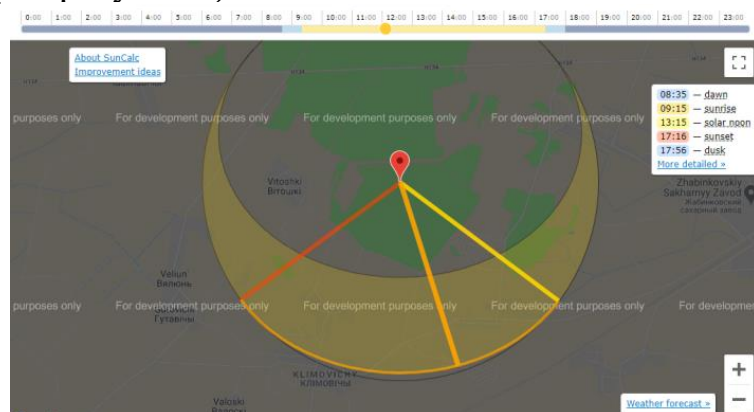 0:00 1:00 2:00 3:00 4:00 5:00 6:00 7:00 8:00 9:00 10:00 11:00 12:00 13:00 14:00 15:00 16:00 17:00 18:00 19:00 20:00 21:00 22:00 23:00
About SunCalc
Improvement ideas
08:35 — dawn
09:15 — sunrise
13:15 — solar noon
17:16 — sunset
17:56 — dusk
More detailed »
purposes only For development purposes only For development purposes only For development purposes only
Vitoshki
Вітошкі
Zhabinkovskiy
Sakharnyy Zavod
Veliun
Вялюнь
purposes only For development purposes only For development purposes only For developme
Гутавічы
KLIMOVICHY
КЛІМОВІЧЫ
Valoski
+
−
Weather forecast »